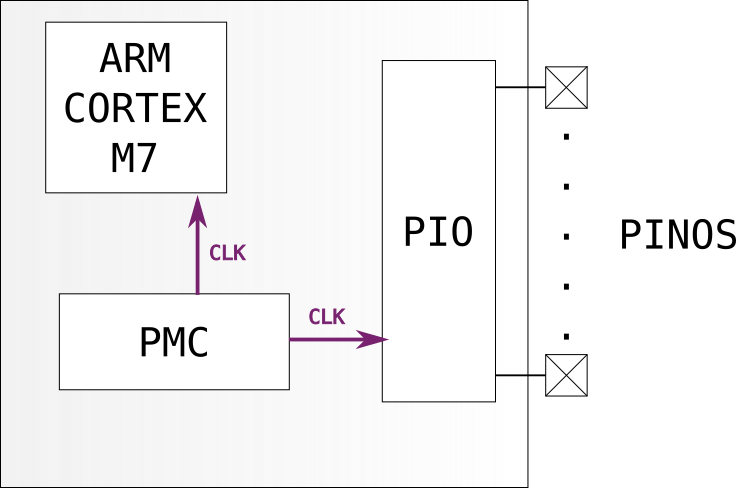 ARM
CORTEX
M7
CLK
PMC
CLK
PIO
PINOS